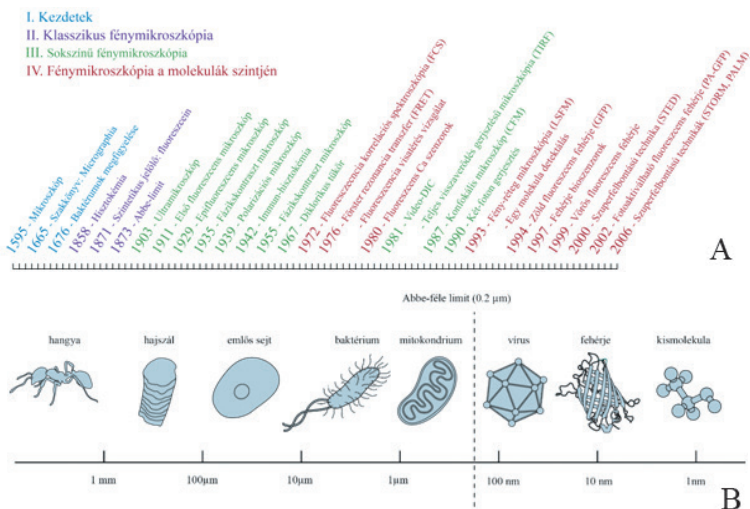 I. Kezdetek
II. Klasszikus fénymikroszkópia
III. Sokszínű fénymikroszkópia
IV. Fénymikroszkópia a molekulák szintjén
1595 - Mikroszkóp
1665 - Szakkönyv: Micrographia
1676 - Baktériumok megfigyelése
1858 - Hisztokémia
1871 - Szintetikus jelölő: fluoreszcein
1873 - Abbe-limit
1903 - Ultramikroszkóp
1911 - Első fluoreszcens mikroszkóp
1929 - Epifluoreszcens mikroszkóp
1935 - Fáziskontraszt mikroszkóp
1939 - Polarizációs mikroszkóp
1942 - Immun-hisztokémia
1955 - Fáziskontraszt mikroszkóp
1967 - Dikroikus tükör
1972 - Fluoreszcencia korrelációs spektroszkópia (FCS)
1976 - Förster rezonancia transzfer (FRET)
- Fluoreszcencia visatérés vizsgálat
1980 - Fluoreszcens Ca szenzorok
1981 - Video-DIC
- Teljes visszaverődés gerjesztésű mikroszkópia (TIRF)
1987 - Konfokális mikroszkóp (CTM)
1990 - Két-foton gerjesztés
1993 - Fény-réteg mikroszkópia (LSFM)
- Egy molekula detektálás
1994 - Zöld fluoreszcens fehérje (GFP)
1997 - Fehérje bioszenzorok
1999 - Vörös fluoreszcens fehérje
2000 - Szuperfelbontású technika (STED)
2002 - Fotoaktiválható fluoreszcens fehérje (PA-GFP)
2006 - Szuperfelbontású technikák (STORM, PALM)
A
Abbe-féle limit (0.2 µm)
hangya hajszál emlős sejt baktérium mitokondrium vírus fehérje kismolekula
1 mm 100µm 10µm 1µm 100 nm 10 nm 1nm
B